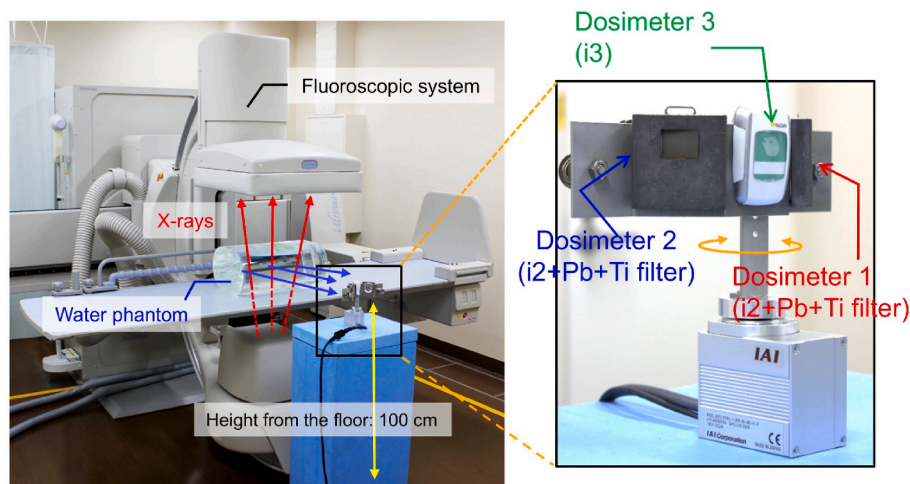 Fluoroscopic system
X-rays
Water phantom
Height from the floor: 100 cm
Dosimeter 3
(i3)
Dosimeter 2
(i2+Pb+Ti filter)
Dosimeter 1
(i2+Pb+Ti filter)
IAI
IAI Corporation
CE